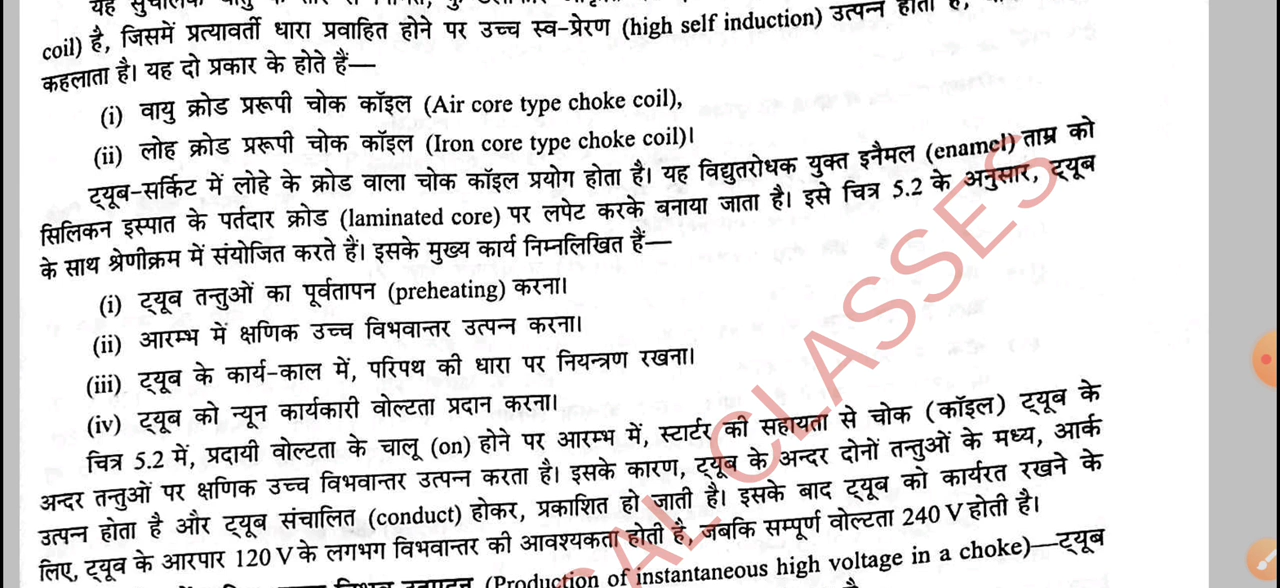 coil) है, जिसमें प्रत्यावर्ती धारा प्रवाहित होने पर उच्च स्व-प्रेरण (high self induction) उत्पन्न होता है,
कहलाता है। यह दो प्रकार के होते हैं—
(i) वायु क्रोड प्ररूपी चोक कॉइल (Air core type choke coil),
(ii) लोह क्रोड प्ररूपी चोक कॉइल (Iron core type choke coil)।
ट्यूब-सर्किट में लोहे के क्रोड वाला चोक कॉइल प्रयोग होता है। यह विद्युतरोधक युक्त इनैमल (enamel) ताम्र को
सिलिकन इस्पात के पर्तदार क्रोड (laminated core) पर लपेट करके बनाया जाता है। इसे चित्र 5.2 के अनुसार, ट्यूब
के साथ श्रेणीक्रम में संयोजित करते हैं। इसके मुख्य कार्य निम्नलिखित हैं—
(i) ट्यूब तन्तुओं का पूर्वतापन (preheating) करना।
(ii) आरम्भ में क्षणिक उच्च विभवान्तर उत्पन्न करना।
(iii) ट्यूब के कार्य-काल में, परिपथ की धारा पर नियन्त्रण रखना।
(iv) ट्यूब को न्यून कार्यकारी वोल्टता प्रदान करना।
चित्र 5.2 में, प्रदायी वोल्टता के चालू (on) होने पर आरम्भ में, स्टार्टर की सहायता से चोक (कॉइल) ट्यूब के
अन्दर तन्तुओं पर क्षणिक उच्च विभवान्तर उत्पन्न करता है। इसके कारण, ट्यूब के अन्दर दोनों तन्तुओं के मध्य, आर्क
उत्पन्न होता है और ट्यूब संचालित (conduct) होकर, प्रकाशित हो जाती है। इसके बाद ट्यूब को कार्यरत रखने के
लिए, ट्यूब के आरपार 120 V के लगभग विभवान्तर की आवश्यकता होती है, जबकि सम्पूर्ण वोल्टता 240 V होती है।
(Production of instantaneous high voltage in a choke)—ट्यूब
AL CLASSES